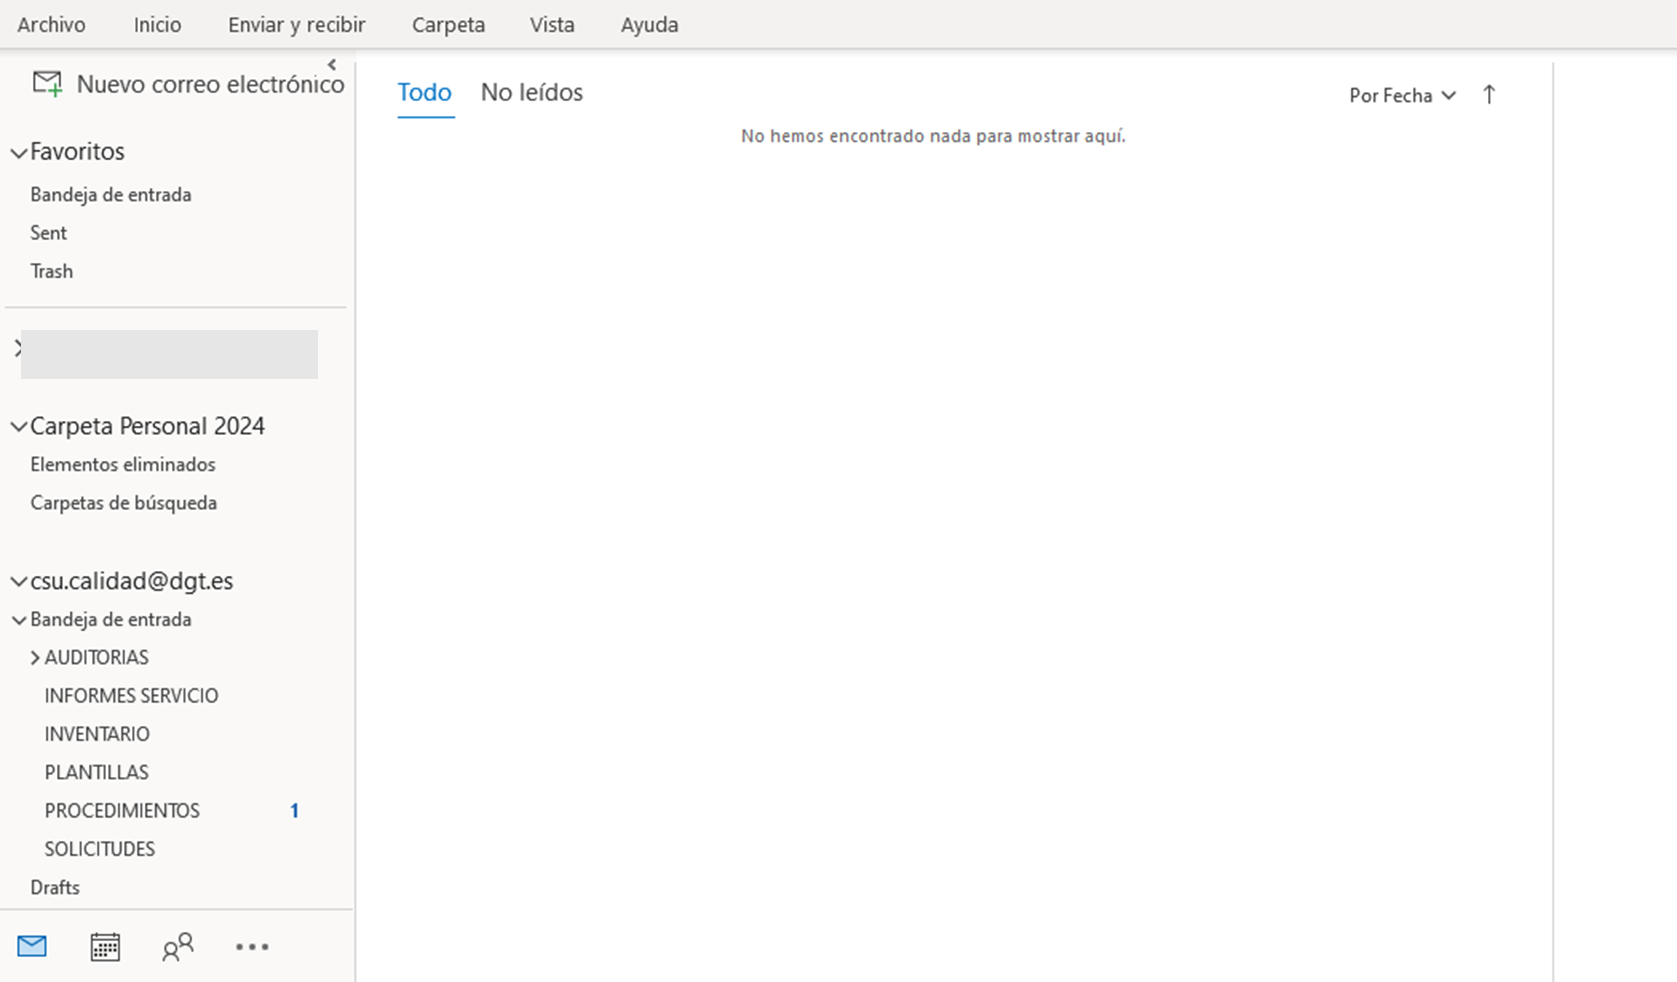 Archivo Inicio Enviar y recibir Carpeta Vista Ayuda
Nuevo correo electrónico
Favoritos
Bandeja de entrada
Sent
Trash
Carpeta Personal 2024
Elementos eliminados
Carpetas de búsqueda
csu.calidad@dgt.es
Bandeja de entrada
AUDITORIAS
INFORMES SERVICIO
INVENTARIO
PLANTILLAS
PROCEDIMIENTOS 1
SOLICITUDES
Drafts
Todo No leídos Por Fecha
No hemos encontrado nada para mostrar aquí.